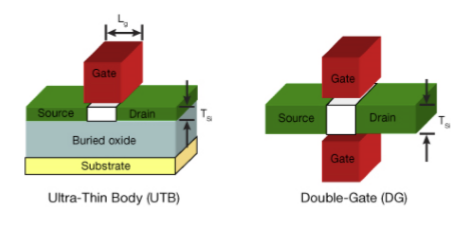 Lg
Gate
Source
Drain
TSi
Buried oxide
Substrate
Ultra-Thin Body (UTB)
Gate
Source
Drain
TSi
Gate
Double-Gate (DG)